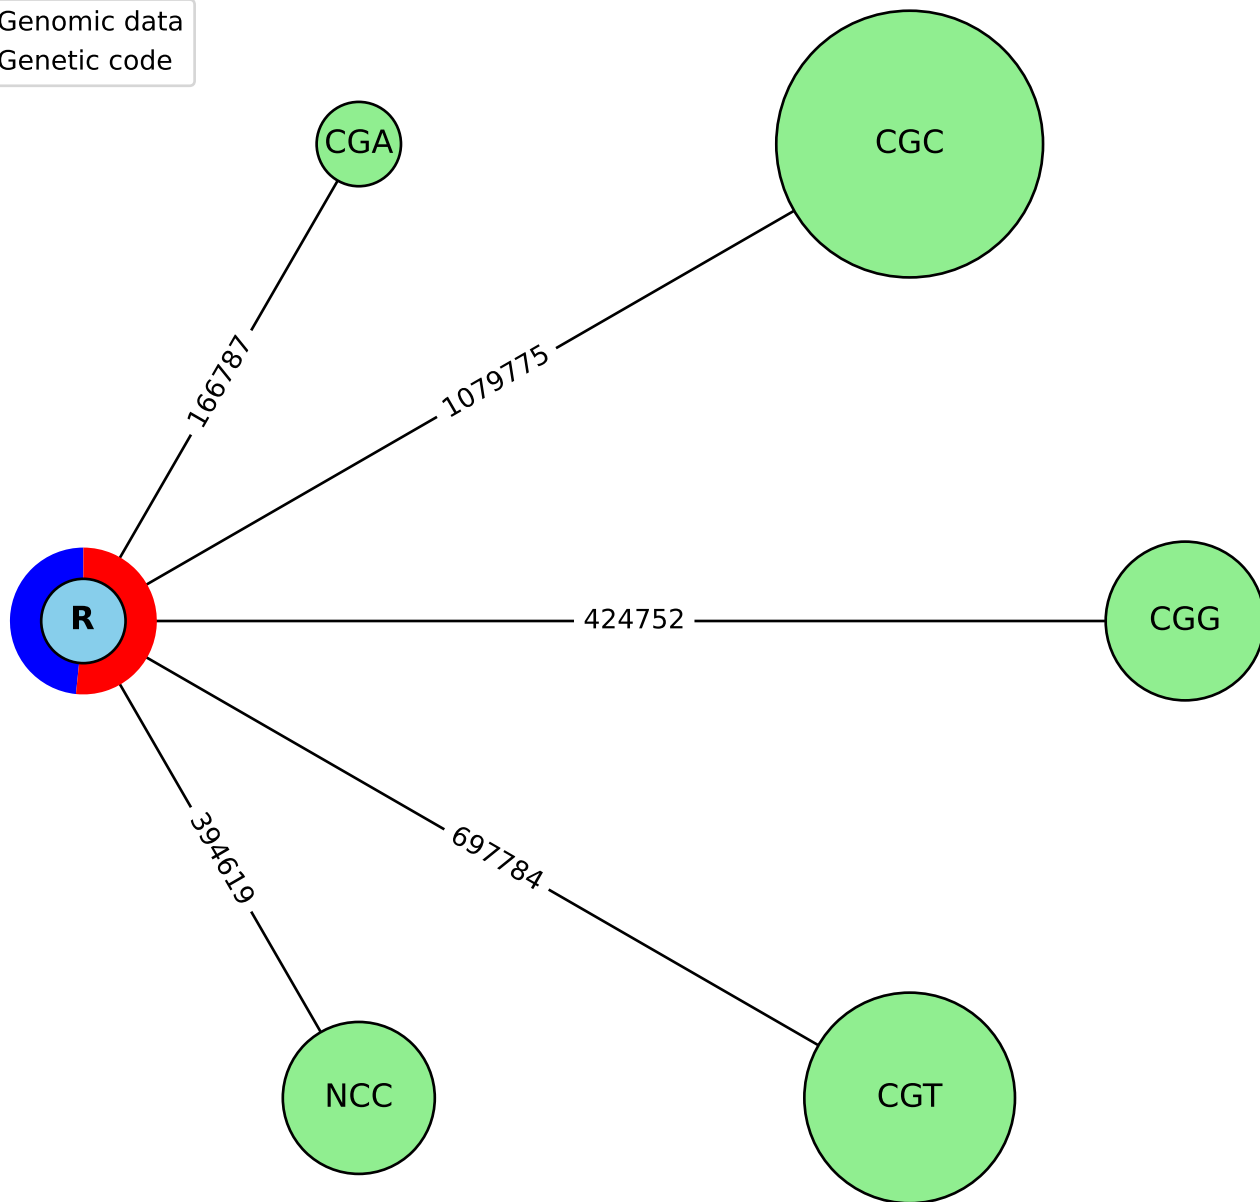 Genomic data
Genetic code
CGA
CGC
166787
1079775
R
424752
CGG
394619
697784
NCC
CGT